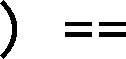 ) ==